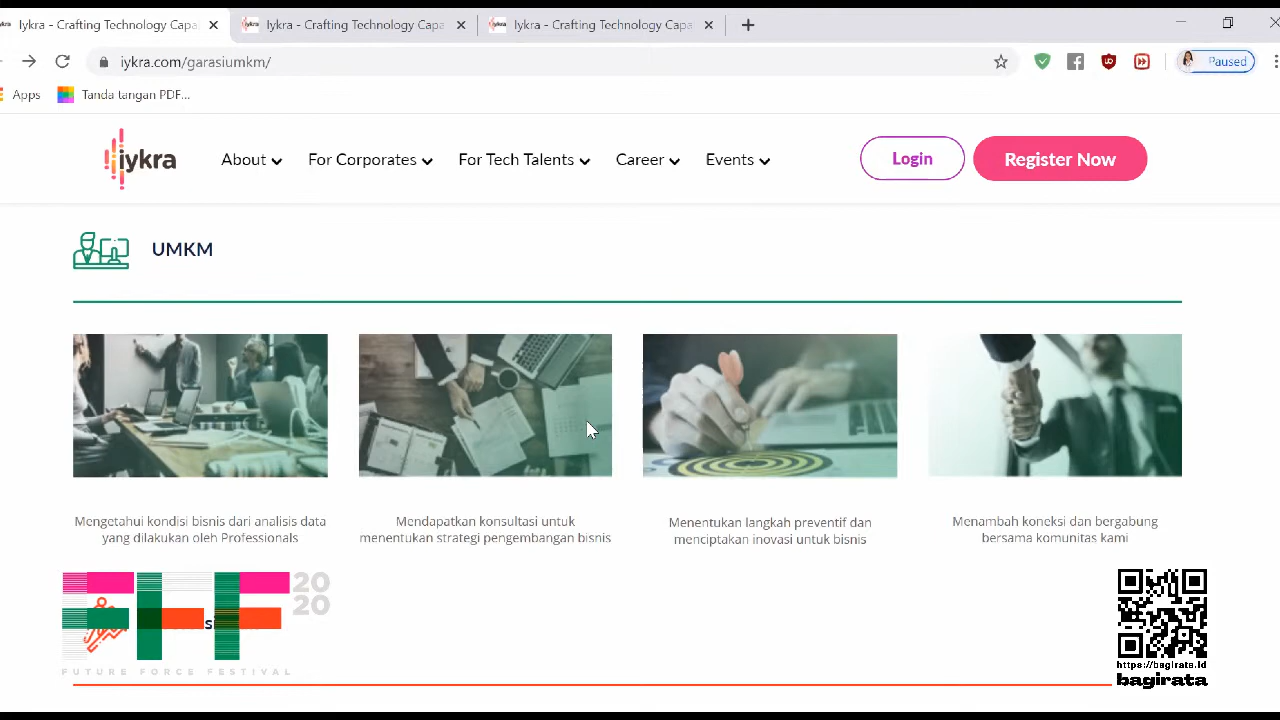 Iykra - Crafting Technology Capa
Iykra - Crafting Technology Capa
Iykra - Crafting Technology Capa
iykra.com/garasiumkm/
Paused
Apps
Tanda tangan PDF...
iykra
About
For Corporates
For Tech Talents
Career
Events
Login
Register Now
UMKM
Mengetahui kondisi bisnis dari analisis data
yang dilakukan oleh Professionals
Mendapatkan konsultasi untuk
menentukan strategi pengembangan bisnis
Menentukan langkah preventif dan
menciptakan inovasi untuk bisnis
Menambah koneksi dan bergabung
bersama komunitas kami
FFF
20
20
FUTURE FORCE FESTIVAL
https://bagirata.id
bagirata